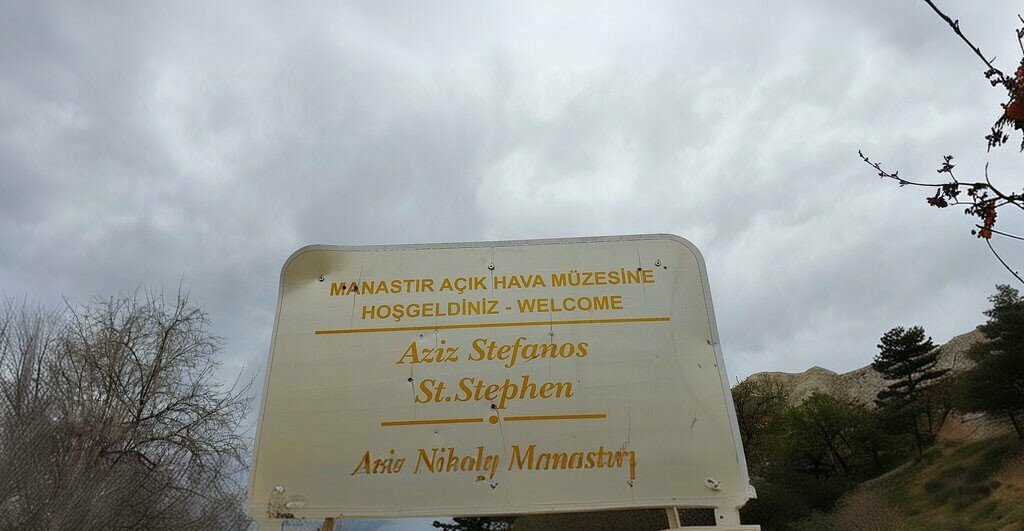 MANASTIR AÇIK HAVA MÜZESİNE
HOŞGELDİNİZ - WELCOME
Aziz Stefanos
St.Stephen
Aziz Nikola Manastırı